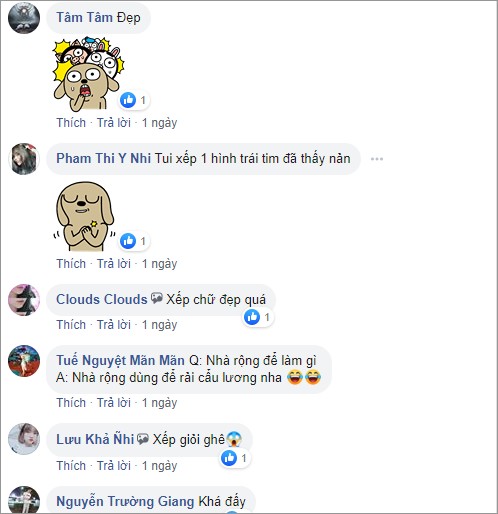 Tâm Tâm Đẹp
1
Thích · Trả lời · 1 ngày
Pham Thi Y Nhi Tui xếp 1 hình trái tim đã thấy nản
1
Thích · Trả lời · 1 ngày
Clouds Clouds Xếp chữ đẹp quá
1
Thích · Trả lời · 1 ngày
Tuế Nguyệt Mãn Mãn Q: Nhà rộng để làm gì
A: Nhà rộng dùng để rải cẩu lương nha 😂😂
Thích · Trả lời · 1 ngày
Lưu Khả Ñhi Xếp giỏi ghê😱
1
Thích · Trả lời · 1 ngày
Nguyễn Trường Giang Khá đấy